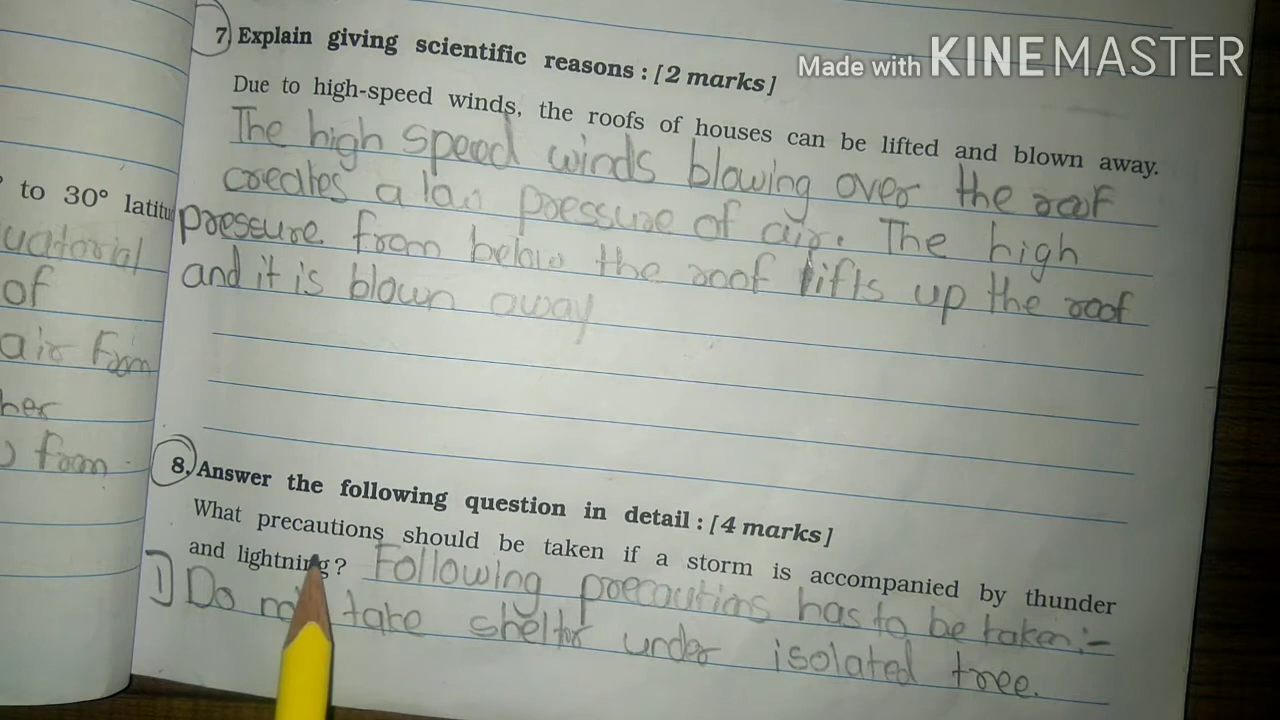 Made with KINEMASTER
7) Explain giving scientific reasons : [2 marks]
Due to high-speed winds, the roofs of houses can be lifted and blown away.
The high speed winds blowing over the roof
creates a low pressure of air. The high
pressure from below the roof lifts up the roof
and it is blown away
to 30° latitu
uatorial
of
air from
her
form
8. Answer the following question in detail : [4 marks]
What precautions should be taken if a storm is accompanied by thunder
and lightning? Following precautions has to be taken:-
1) Do not take shelter under isolated tree.